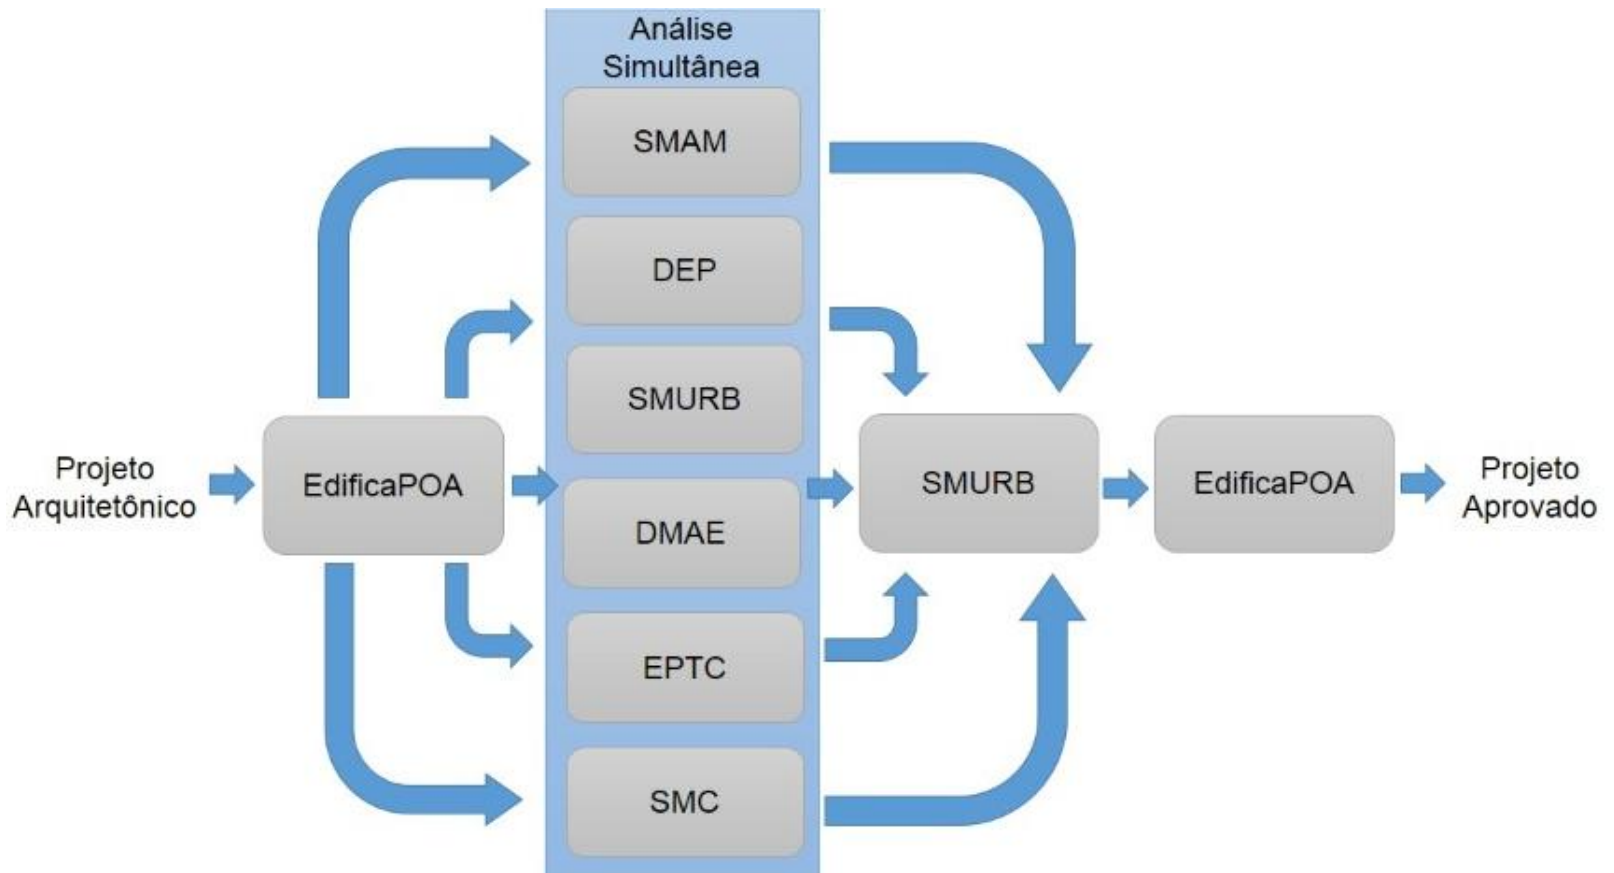 Análise
Simultânea
SMAM
DEP
SMURB
DMAE
EPTC
SMC
Projeto
Arquitetônico
EdificaPOA
SMURB
EdificaPOA
Projeto
Aprovado